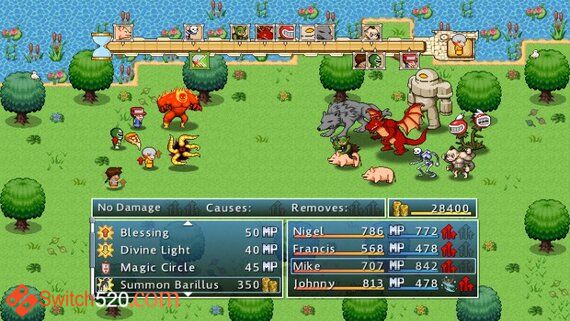 No Damage Causes: Removes: 28400
Blessing 50 MP
Divine Light 40 MP
Magic Circle 45 MP
Summon Barillus 350
Nigel 786 MP 772
Francis 568 MP 478
Mike 707 MP 842
Johnny 813 MP 478
Switch520.com